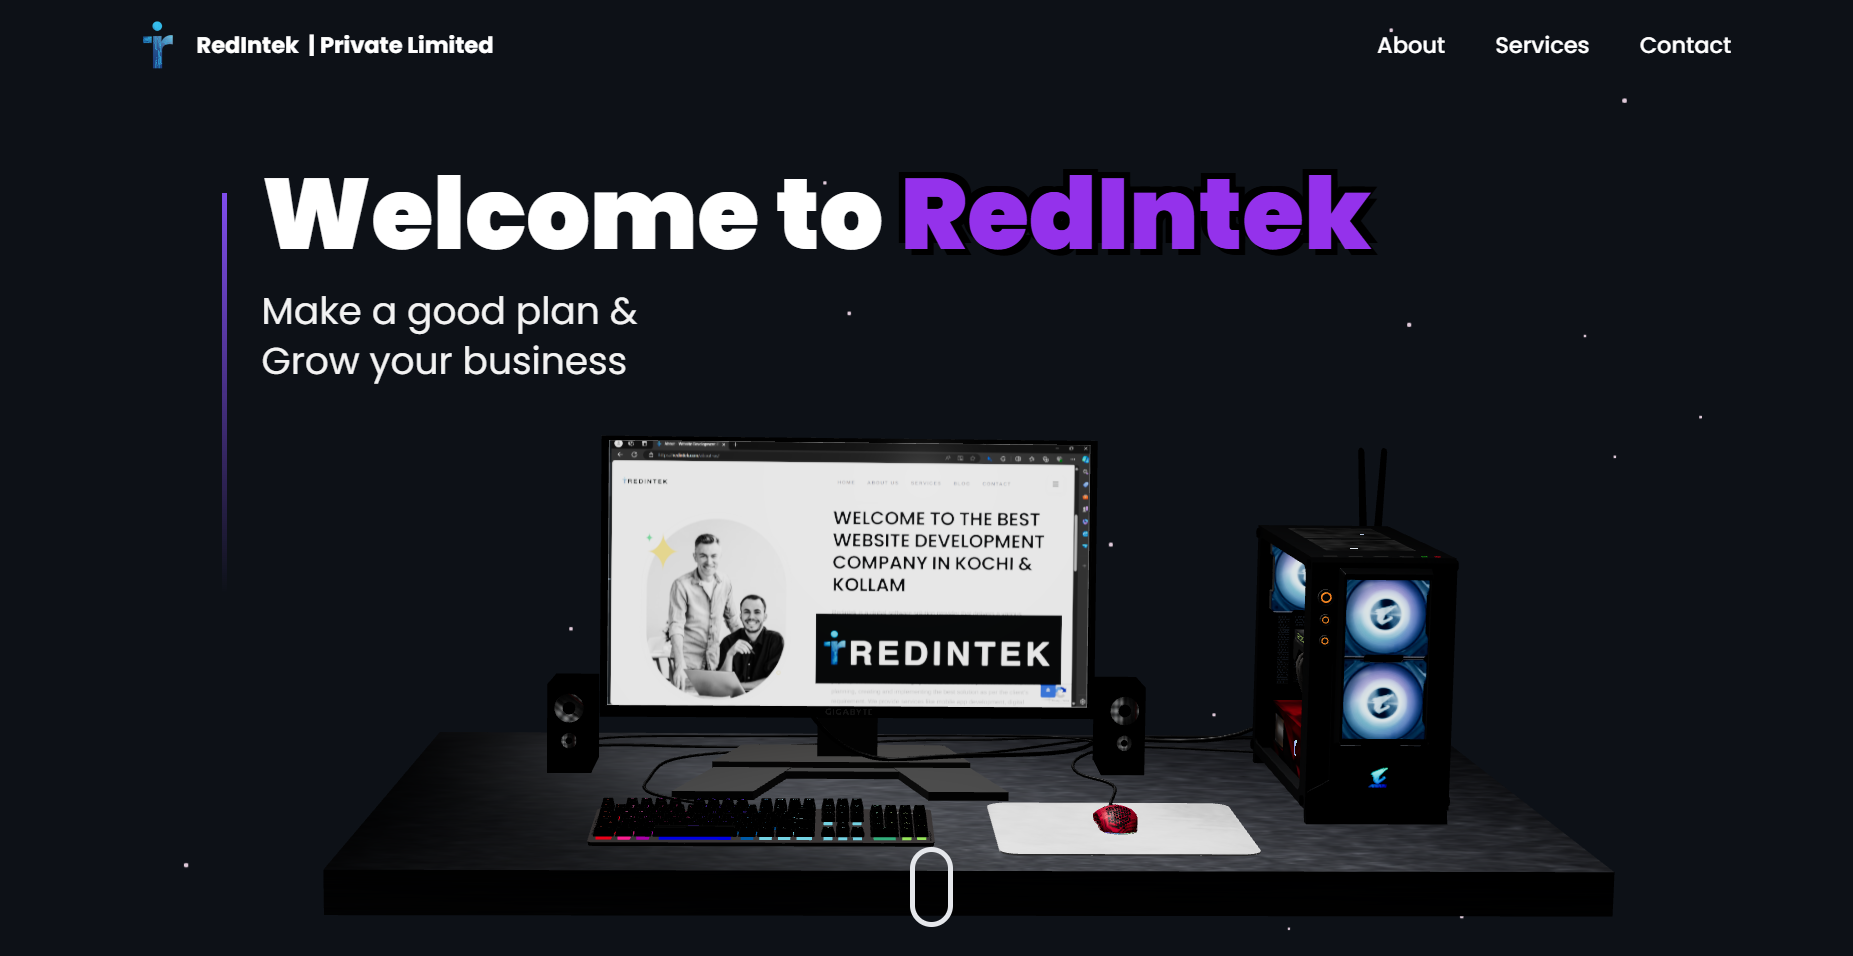 RedIntek | Private Limited
About Services Contact
Welcome to RedIntek
Make a good plan &
Grow your business
REDINTEK
HOME ABOUT US SERVICES BLOG CONTACT
WELCOME TO THE BEST
WEBSITE DEVELOPMENT
COMPANY IN KOCHI &
KOLLAM
REDINTEK
GIGABYTE